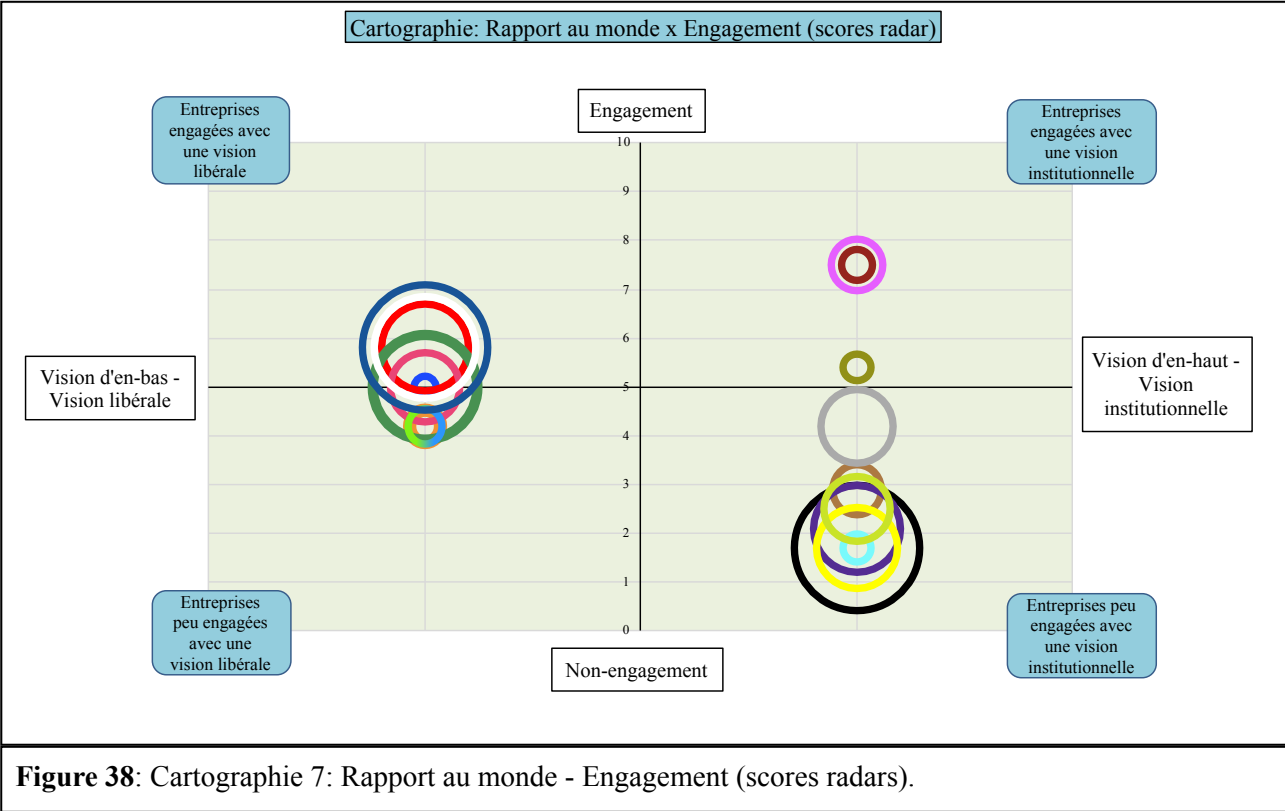 Cartographie: Rapport au monde x Engagement (scores radar)
Entreprises
engagées avec
une vision
libérale
Engagement
Entreprises
engagées avec
une vision
institutionnelle
10
9
8
7
6
5
4
3
2
1
0
Vision d'en-bas -
Vision libérale
Vision d'en-haut -
Vision
institutionnelle
Entreprises
peu engagées
avec une
vision libérale
Non-engagement
Entreprises peu
engagées avec
une vision
institutionnelle
Figure 38: Cartographie 7: Rapport au monde - Engagement (scores radars).